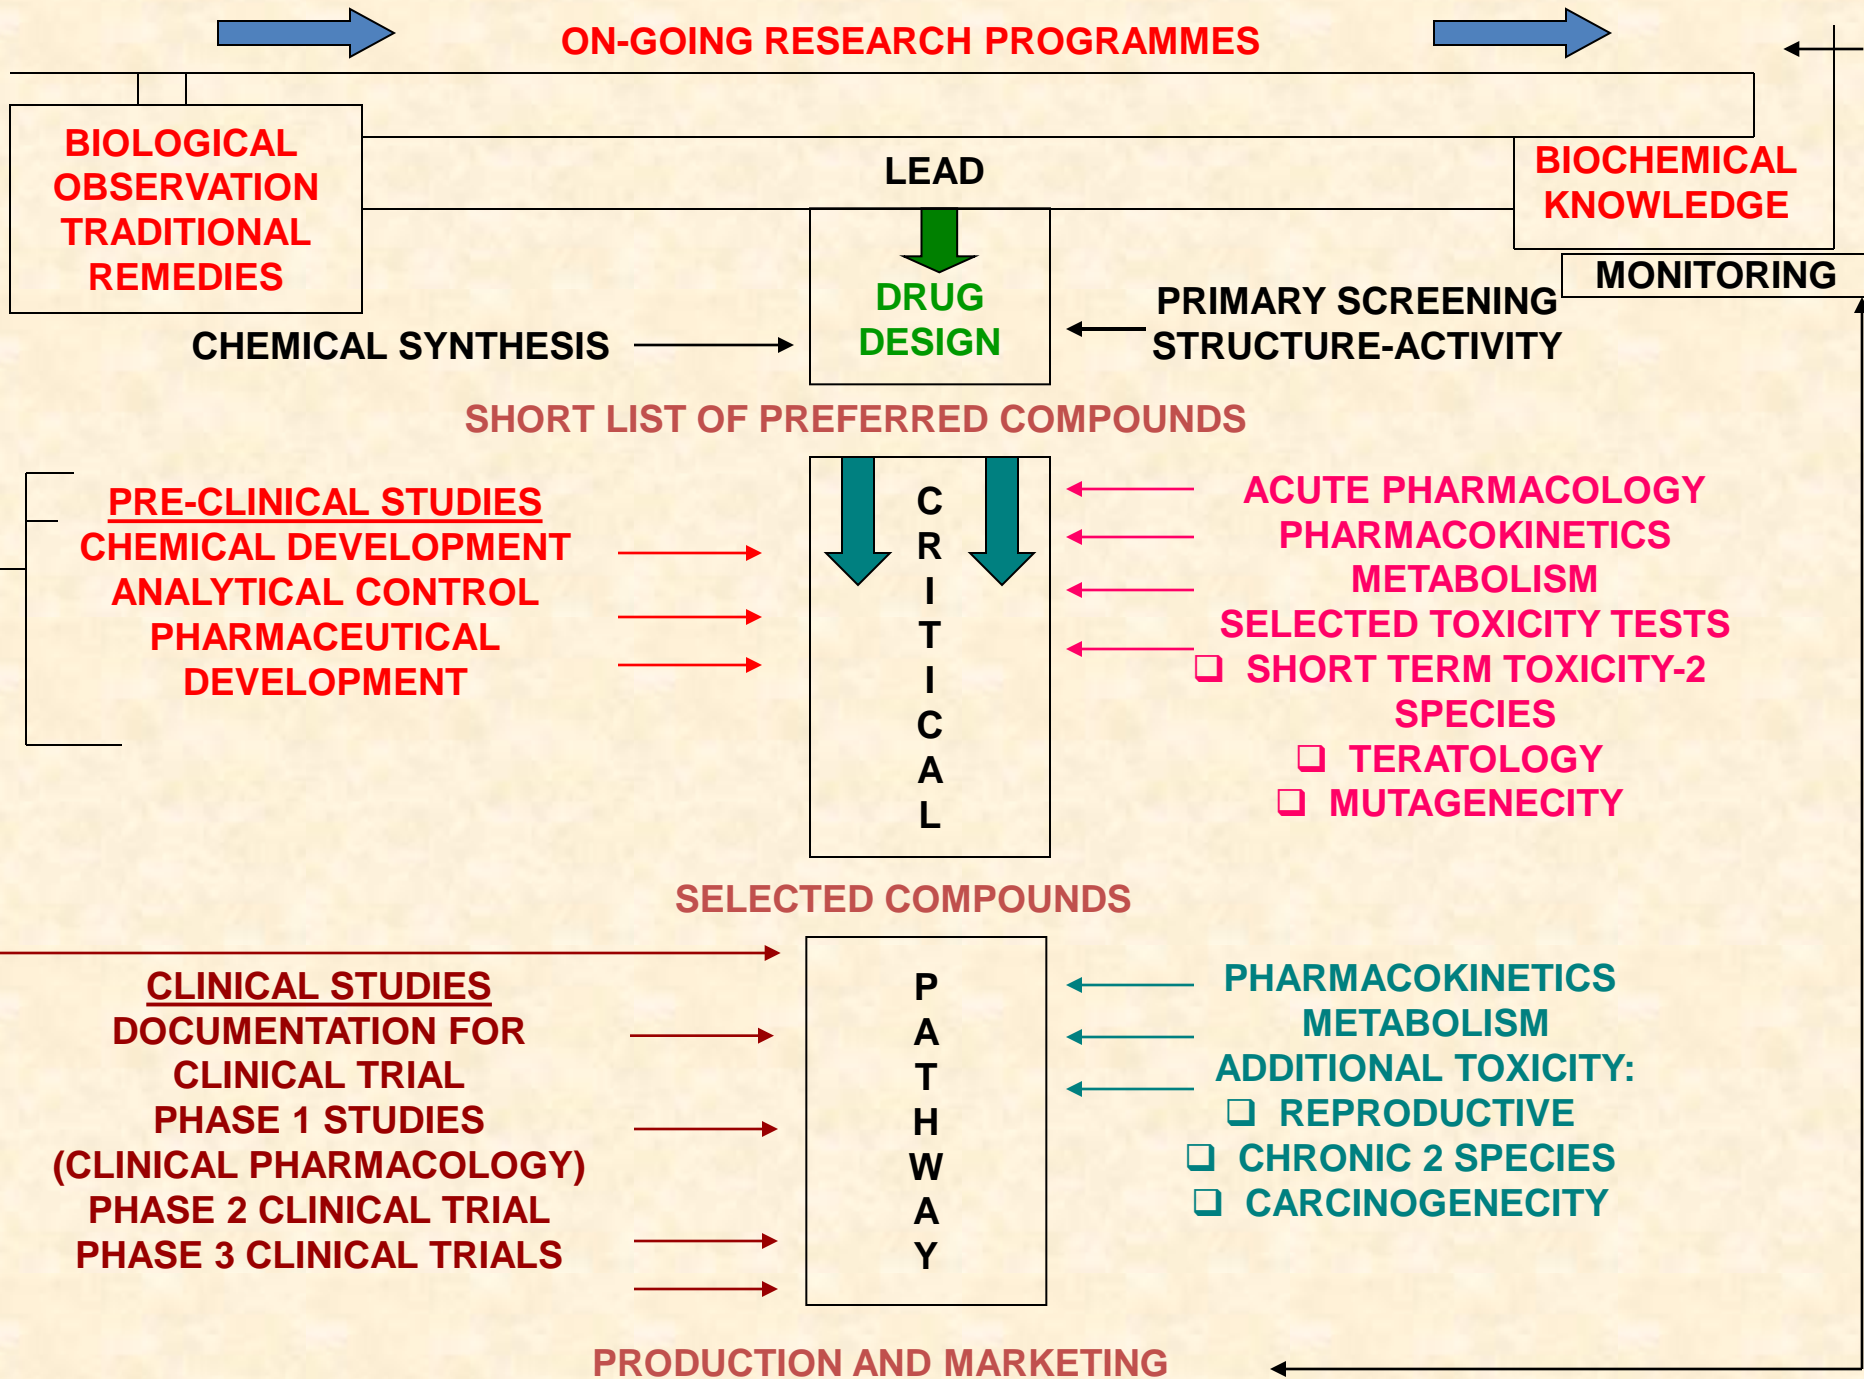 ON-GOING RESEARCH PROGRAMMES
BIOLOGICAL
OBSERVATION
TRADITIONAL
REMEDIES
LEAD
BIOCHEMICAL
KNOWLEDGE
MONITORING
DRUG
DESIGN
CHEMICAL SYNTHESIS
PRIMARY SCREENING
STRUCTURE-ACTIVITY
SHORT LIST OF PREFERRED COMPOUNDS
PRE-CLINICAL STUDIES
CHEMICAL DEVELOPMENT
ANALYTICAL CONTROL
PHARMACEUTICAL
DEVELOPMENT
C
R
I
T
I
C
A
L
ACUTE PHARMACOLOGY
PHARMACOKINETICS
METABOLISM
SELECTED TOXICITY TESTS
❑ SHORT TERM TOXICITY-2
SPECIES
❑ TERATOLOGY
❑ MUTAGENECITY
SELECTED COMPOUNDS
CLINICAL STUDIES
DOCUMENTATION FOR
CLINICAL TRIAL
PHASE 1 STUDIES
(CLINICAL PHARMACOLOGY)
PHASE 2 CLINICAL TRIAL
PHASE 3 CLINICAL TRIALS
P
A
T
H
W
A
Y
PHARMACOKINETICS
METABOLISM
ADDITIONAL TOXICITY:
❑ REPRODUCTIVE
❑ CHRONIC 2 SPECIES
❑ CARCINOGENECITY
PRODUCTION AND MARKETING